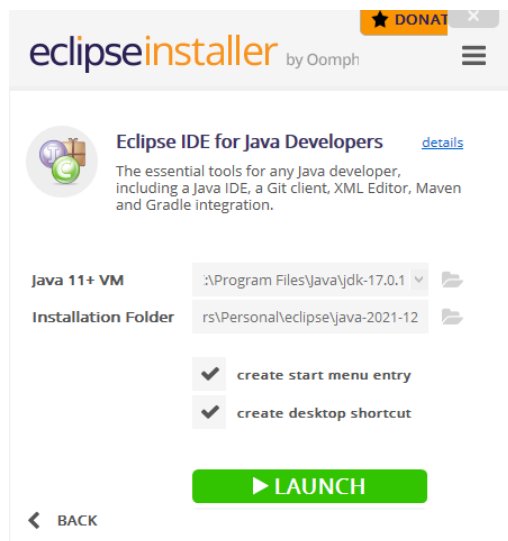 ★ DONAT
eclipseinstaller by Oomph
Eclipse IDE for Java Developers details
The essential tools for any Java developer,
including a Java IDE, a Git client, XML Editor, Maven
and Gradle integration.
Java 11+ VM :\Program Files\Java\jdk-17.0.1
Installation Folder rs\Personal\eclipse\java-2021-12
create start menu entry
create desktop shortcut
LAUNCH
BACK